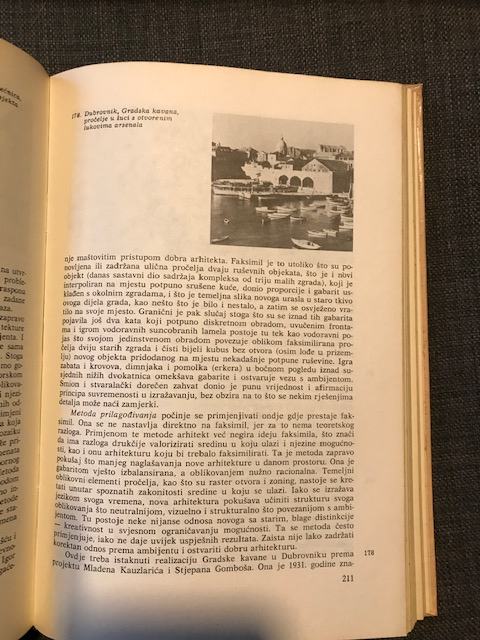 178. Dubrovnik, Gradska kavana,
pročelje u luci s otvorenim
lukovima arsenala
nje maštovitim pristupom dobra arhitekta. Faksimil je to utoliko što su po-
novljena ili zadržana ulična pročelja dvaju ruševnih objekata, što je i novi
objekt (danas sastavni dio sadržaja kompleksa od triju malih zgrada), koji je
interpoliran na mjestu potpuno srušene kuće, donio proporcije i gabarit us-
klađen s okolnim zgradama, i što je temeljna slika novoga urasla u staro tkivo
ovoga dijela grada, kao nešto što je bilo i nestalo, a zatim se osvježeno vra-
tilo na svoje mjesto. Granični je pak slučaj stoga što su se iznad tih gabarita
pojavila još dva kata koji potpuno diskretnom obradom, uvučenim fronta-
ma i igrom vodoravnih suncobranih lamela postoje tu tek kao vodoravni po-
jas što svojom jedinstvenom obradom povezuje oblikom faksimilirana pro-
čelja dviju starih zgrada i čisti bijeli kubus bez otvora (osim lođe u prizem-
lju) novog objekta pridodanog na mjestu nekadašnje potpune ruševine. Igra
zabata i krovova, dimnjaka i pomolka (erkera) u bočnom pogledu iznad su-
sjednih nižih dvokatnica omekšava gabarite i ostvaruje vezu s ambijentom.
Smion i stvaralački dorečen zahvat donio je punu vrijednost i afirmaciju
principa suvremenosti u izražavanju, bez obzira na to što se nekim rješenjima
detalja može naći zamjerki.
Metoda prilagođivanja počinje se primjenjivati ondje gdje prestaje fak-
simil. Ona se ne nastavlja direktno na faksimil, jer za to nema teoretskog
razloga. Primjenom te metode arhitekt već negira ideju faksimila, što znači
da ima razloga drukčije valorizirati sredinu u koju ulazi i njezine mogućno-
sti, kao i onu arhitekturu koju bi trebalo faksimilirati. Ta je metoda zapravo
pokušaj što manjeg naglašavanja nove arhitekture u danom prostoru. Ona je
gabaritom vješto izbalansirana, a oblikovanjem nužno racionalna. Temeljni
oblikovni elementi pročelja, kao što su raster otvora i zoning, nastoje se kre-
tati unutar spoznatih zakonitosti sredine u koju se ulazi. Iako se izražava
jezikom svoga vremena, nova arhitektura pokušava učiniti strukturu svoga
oblikovanja što neutralnijom, vizuelno i strukturalno što povezanijom s ambi-
jentom. Tu postoje neke nijanse odnosa novoga sa starim, blage distinkcije
— kreativnost u svjesnom ograničavanju mogućnosti. Ta se metoda često
primjenjuje, iako ne daje uvijek uspješnih rezultata. Zaista nije lako zadržati
korektan odnos prema ambijentu i ostvariti dobru arhitekturu.
Ovdje treba istaknuti realizaciju Gradske kavane u Dubrovniku prema 178
projektu Mladena Kauzlarića i Stjepana Gomboša. Ona je 1931. godine zna-
211